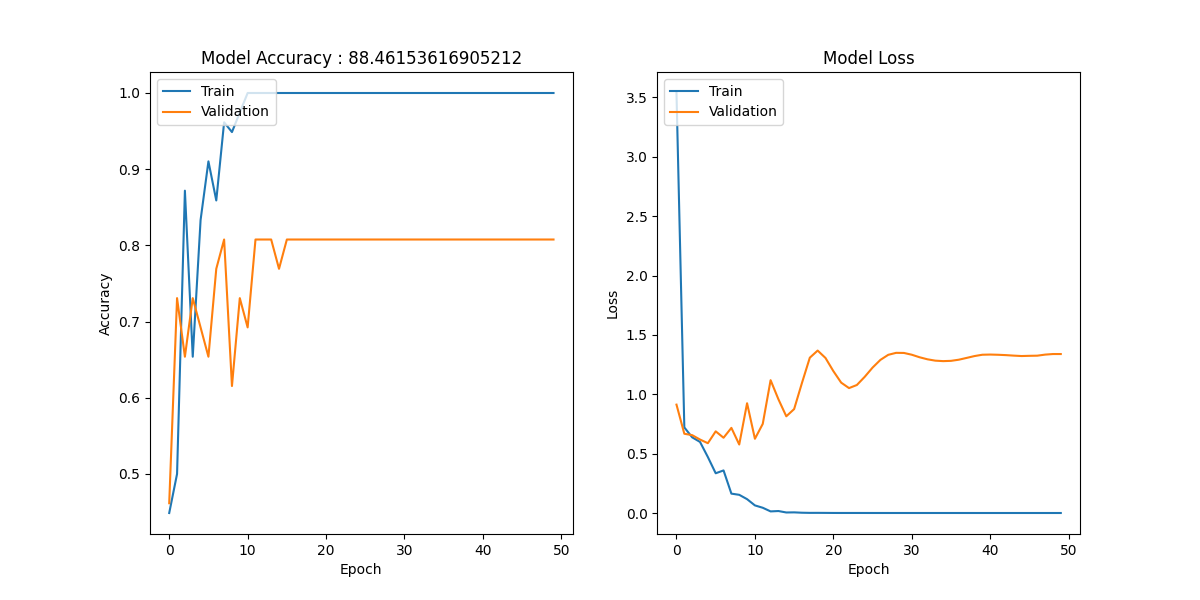 Model Accuracy : 88.46153616905212
Train
Validation
1.0
0.9
0.8
0.7
0.6
0.5
Accuracy
0 10 20 30 40 50
Epoch
Model Loss
Train
Validation
3.5
3.0
2.5
2.0
1.5
1.0
0.5
0.0
Loss
0 10 20 30 40 50
Epoch